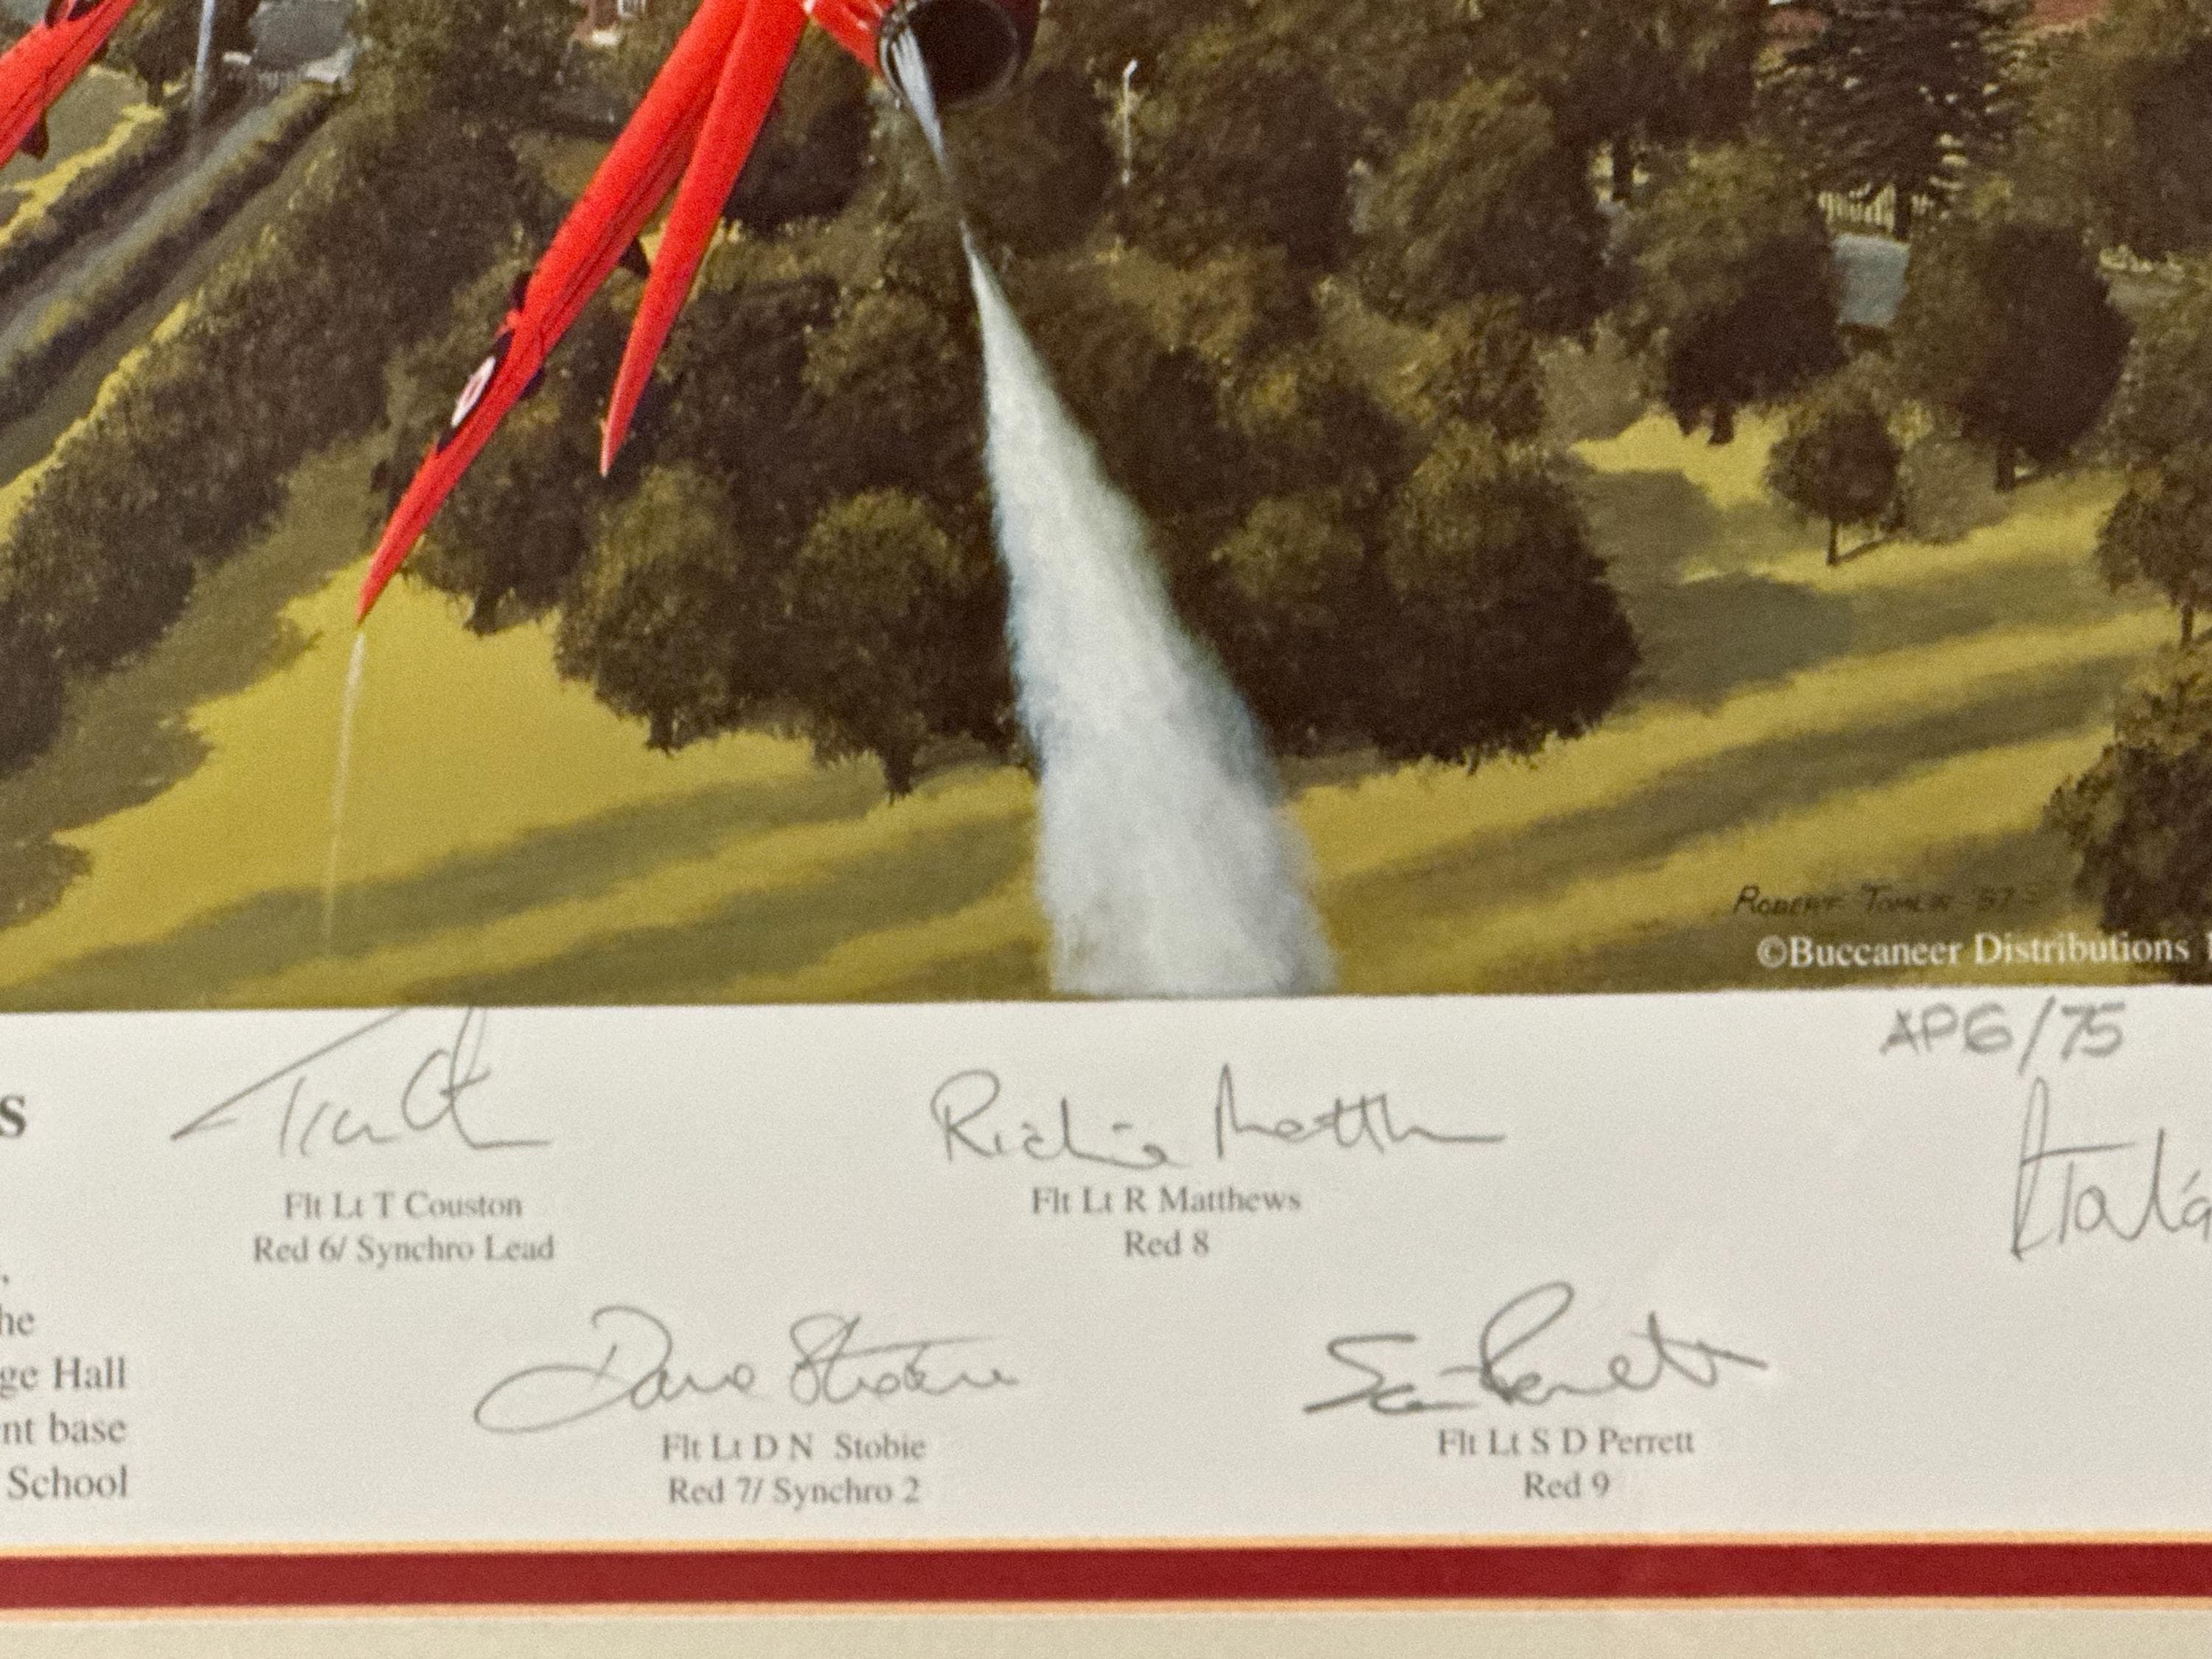 ROBERT TOMLIN 97
©Buccaneer Distributions
AP6/75
s
Flt Lt T Couston
Red 6/ Synchro Lead
Richie Matth
Flt Lt R Matthews
Red 8
he
ge Hall
nt base
School
Dave Stobie
Flt Lt D N Stobie
Red 7/ Synchro 2
Flt Lt S D Perrett
Red 9